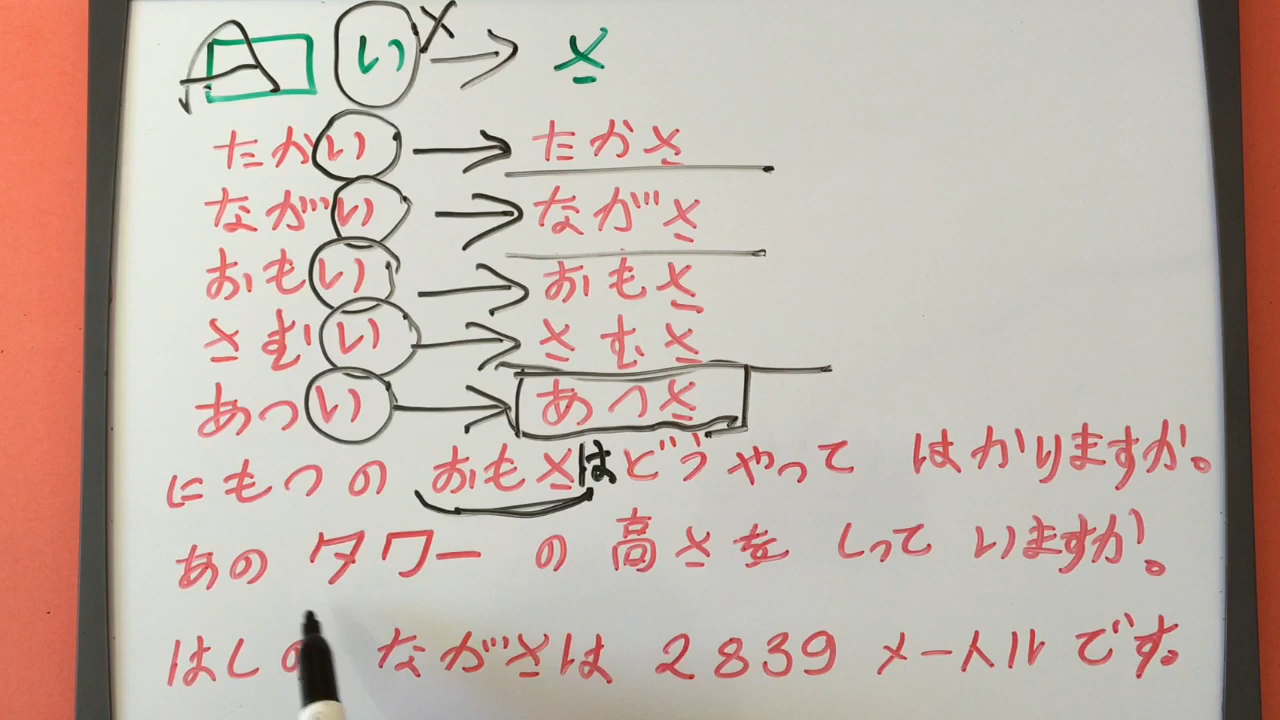 A い x → さ
たかい → たかさ
ながい → ながさ
おもい → おもさ
さむい → さむさ
あつい → あつさ
にもつの おもさはどうやって はかりますか。
あの タワーの 高さを しって いますか。
はしの ながさは 2839 メートル です。